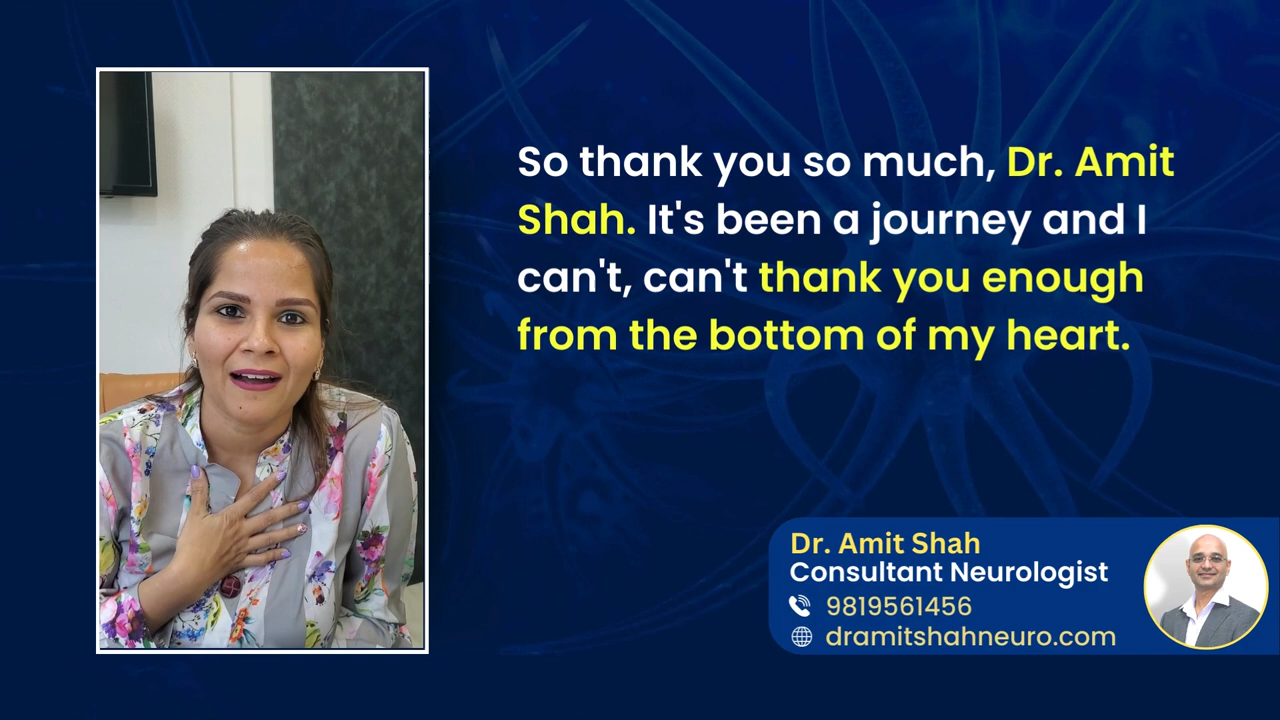 So thank you so much, Dr. Amit
Shah. It's been a journey and I
can't, can't thank you enough
from the bottom of my heart.
Dr. Amit Shah
Consultant Neurologist
9819561456
dramitshahneuro.com